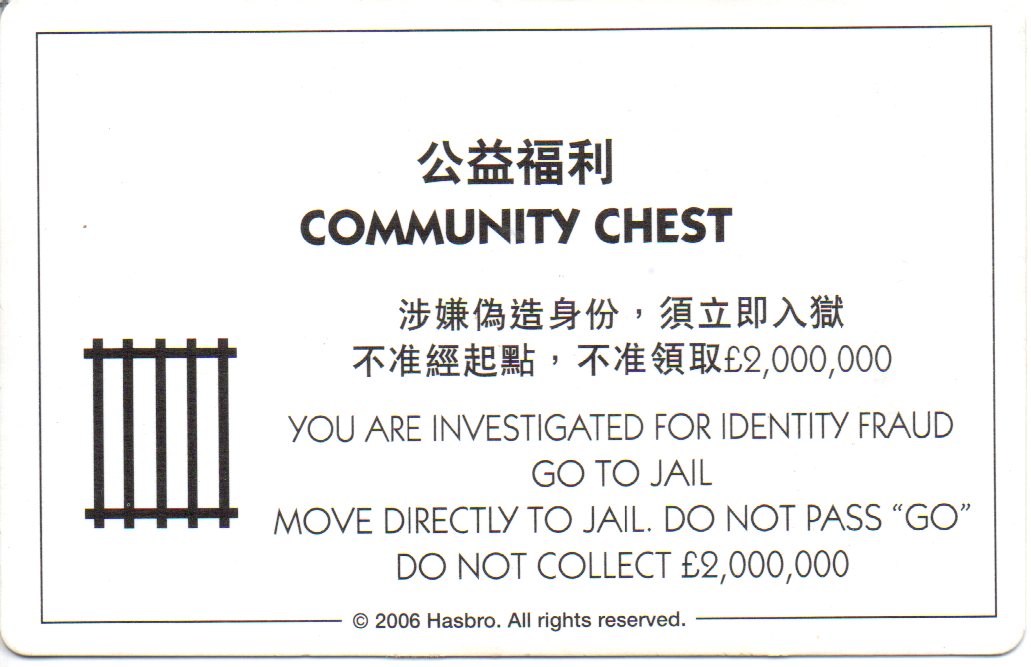 公益福利
COMMUNITY CHEST
涉嫌偽造身份，須立即入獄
不准經起點，不准領取£2,000,000
YOU ARE INVESTIGATED FOR IDENTITY FRAUD
GO TO JAIL
MOVE DIRECTLY TO JAIL. DO NOT PASS “GO”
DO NOT COLLECT £2,000,000
© 2006 Hasbro. All rights reserved.